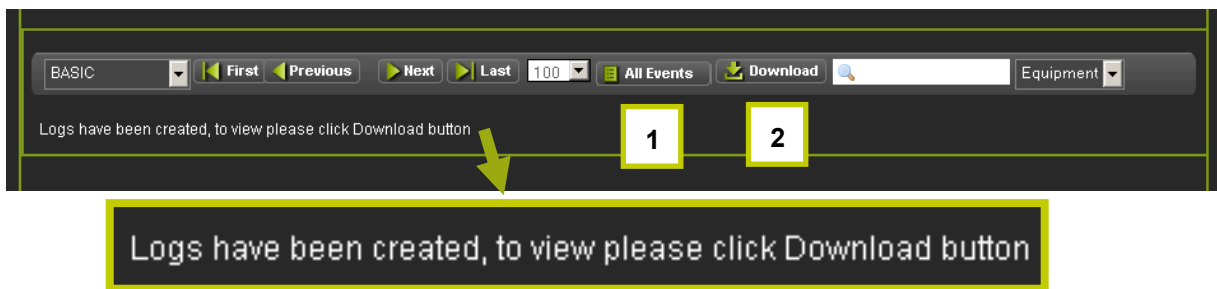 BASIC First Previous Next Last 100 All Events Download Equipment
Logs have been created, to view please click Download button
1 2
Logs have been created, to view please click Download button